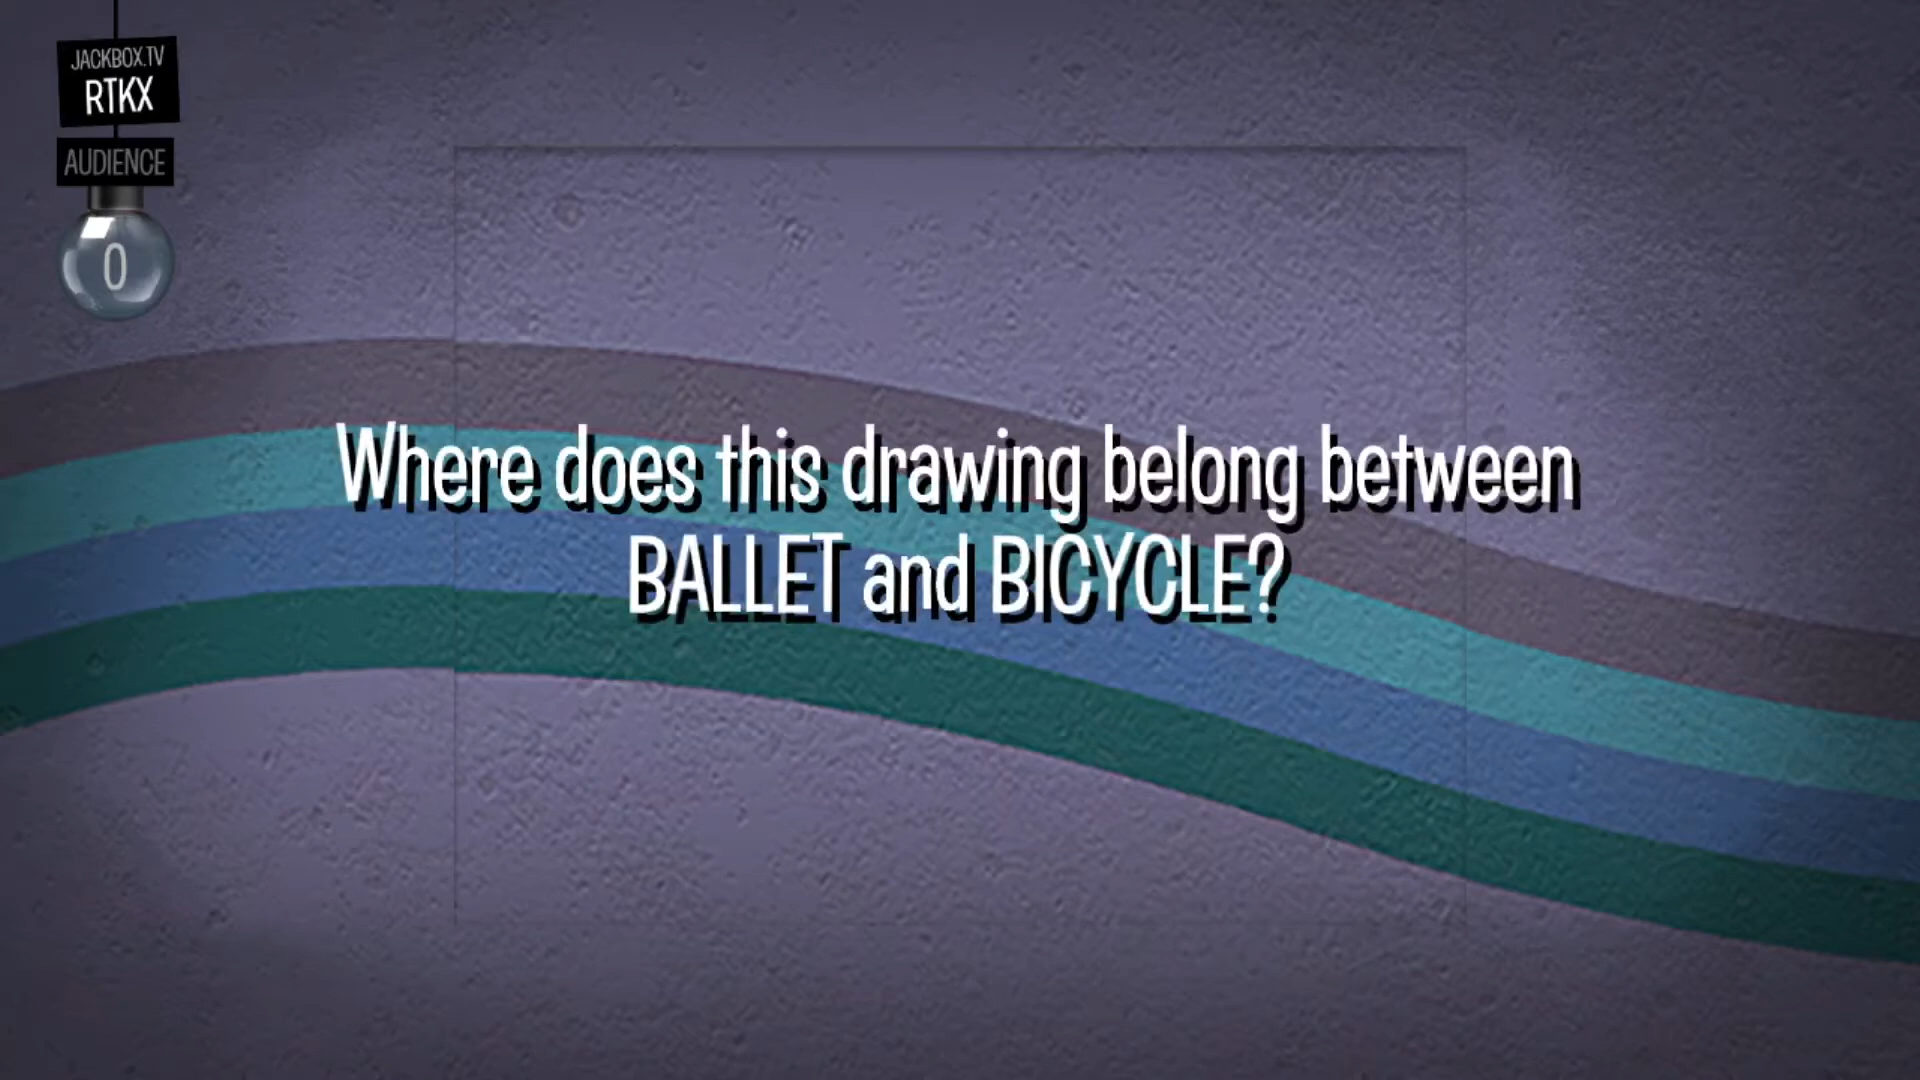 JACKBOX.TV
RTKX
AUDIENCE
0
Where does this drawing belong between
BALLET and BICYCLE?